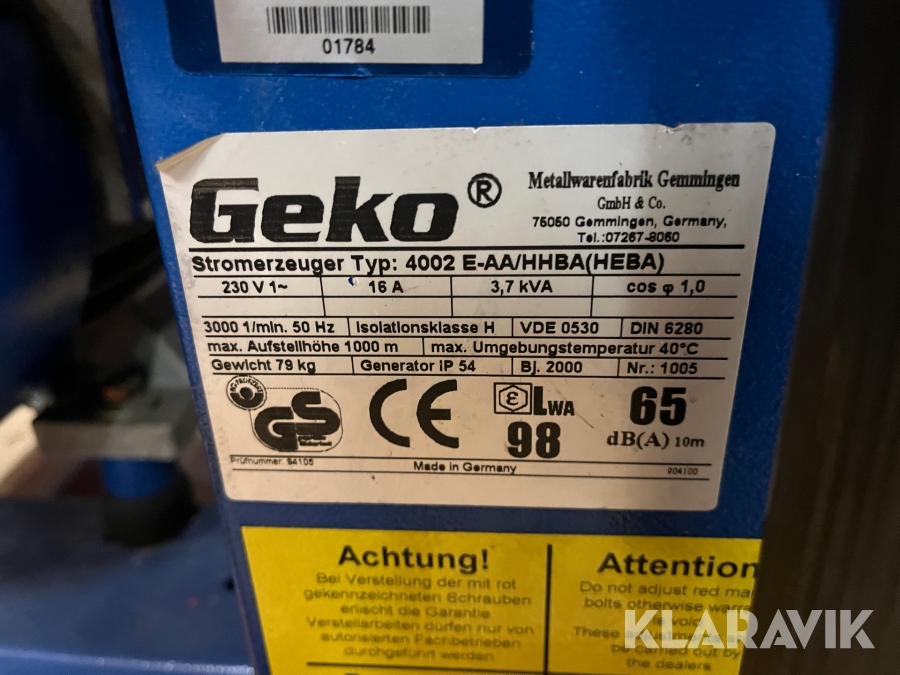 01784
Geko®
Metallwarenfabrik Gemmingen
GmbH & Co.
75050 Gemmingen, Germany,
Tel.:07267-8060
Stromerzeuger Typ: 4002 E-AA/HHBA(HEBA)
230 V 1~ 16 A 3,7 kVA cos φ 1,0
3000 1/min. 50 Hz Isolationsklasse H VDE 0530 DIN 6280
max. Aufstellhöhe 1000 m max. Umgebungstemperatur 40°C
Gewicht 79 kg Generator IP 54 Bj. 2000 Nr.: 1005
GS CE ε LWA 98 65 dB(A) 10m
Prüfnummer. 94105
Made in Germany
904100
Achtung!
Bei Verstellung der mit rot
gekennzeichneten Schrauben
erlischt die Garantie
Verstellarbeiten dürfen nur von
autorisierten Fachbetrieben
durchgeführt werden
Attention
Do not adjust red ma
bolts otherwise warr
voi
These
be carried out by
the dealers
KLARAVIK